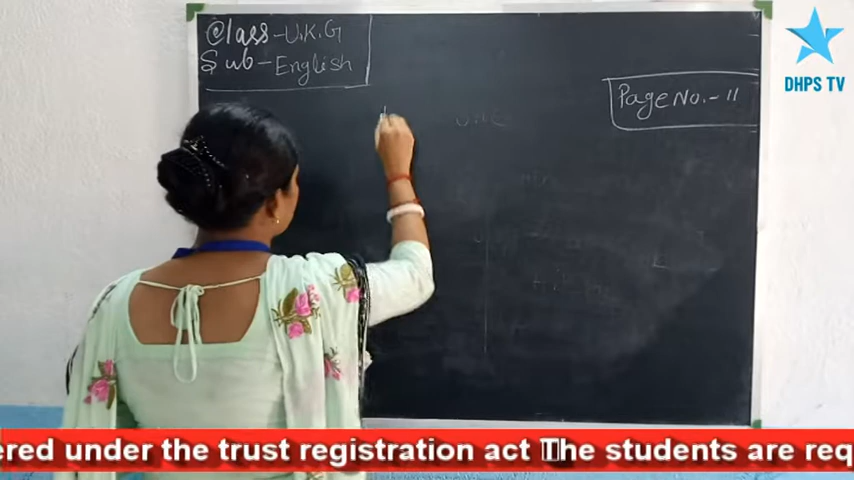 Class - U.K.G
Sub - English
Page No. - 11
DHPS TV
ered under the trust registration act The students are req